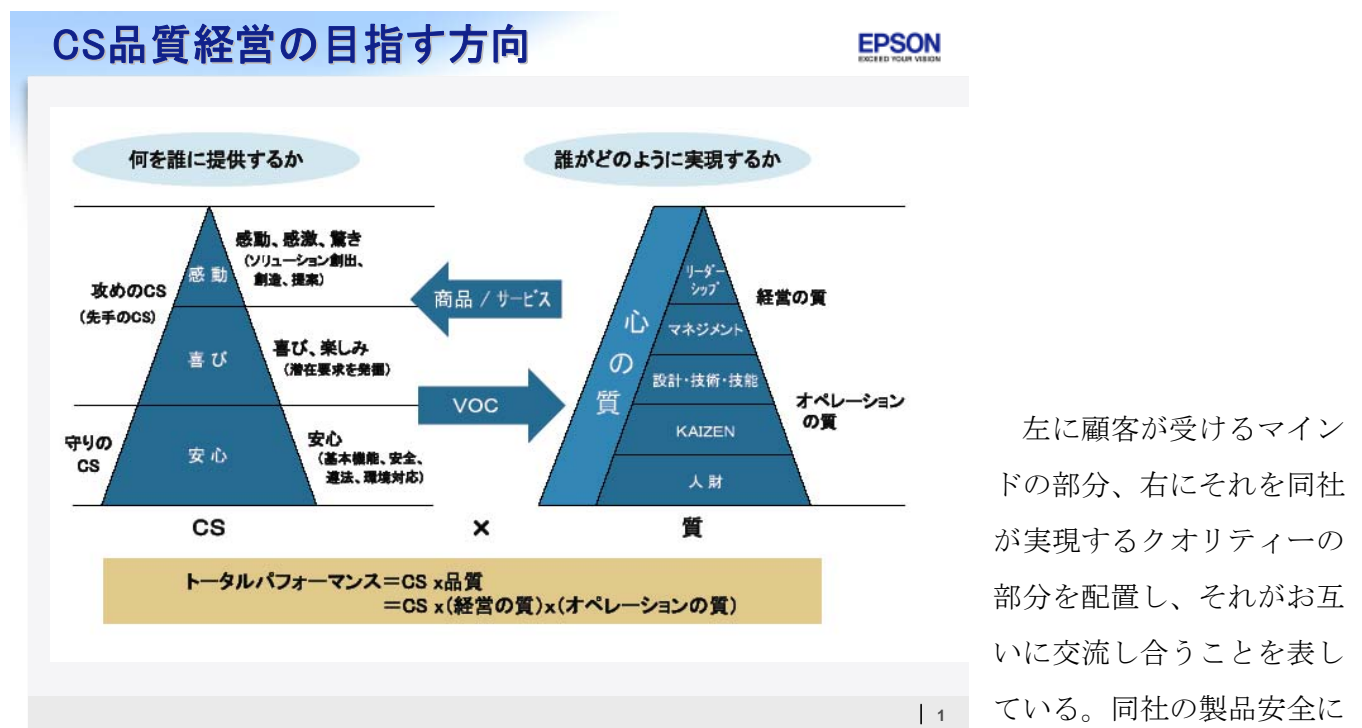 CS品質経営の目指す方向
EPSON
EXCEED YOUR VISION
何を誰に提供するか
誰がどのように実現するか
攻めのCS
(先手のCS)
守りの
CS
感動
喜び
安心
感動、感激、驚き
(ソリューション創出、
創造、提案)
喜び、楽しみ
(潜在要求を発掘)
安心
(基本機能、安全、
遵法、環境対応)
商品 / サービス
VOC
心の質
リーダー
シップ
マネジメント
設計・技術・技能
KAIZEN
人財
経営の質
オペレーション
の質
CS
×
質
トータルパフォーマンス=CS x品質
=CS x(経営の質)x(オペレーションの質)
1
左に顧客が受けるマイン
ドの部分、右にそれを同社
が実現するクオリティーの
部分を配置し、それがお互
いに交流し合うことを表し
ている。同社の製品安全に